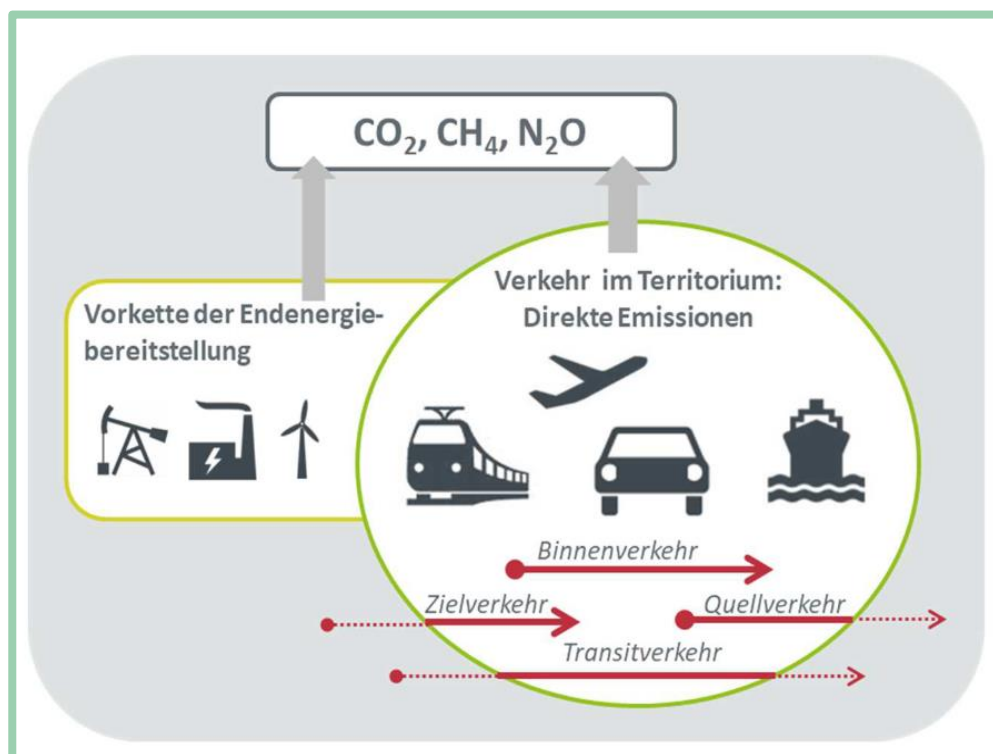 CO₂, CH₄, N₂O
Verkehr im Territorium:
Direkte Emissionen
Vorkette der Endenergie-
bereitstellung
Binnenverkehr
Zielverkehr
Quellverkehr
Transitverkehr